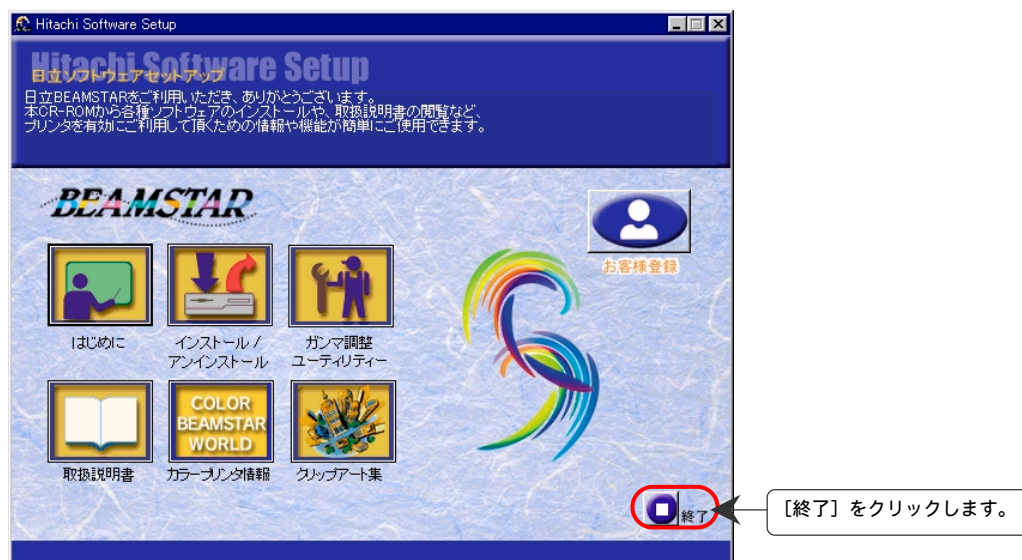 Hitachi Software Setup
Hitachi Software Setup
日立ソフトウェアセットアップ
日立BEAMSTARをご利用いただき、ありがとうございます。
本CR-ROMから各種ソフトウェアのインストールや、取扱説明書の閲覧など、
プリンタを有効にご利用して頂くための情報や機能が簡単にご使用できます。
BEAMSTAR
お客様登録
はじめに
インストール /
アンインストール
ガンマ調整
ユーティリティー
COLOR
BEAMSTAR
WORLD
取扱説明書
カラープリンタ情報
クリップアート集
終了
［終了］をクリックします。